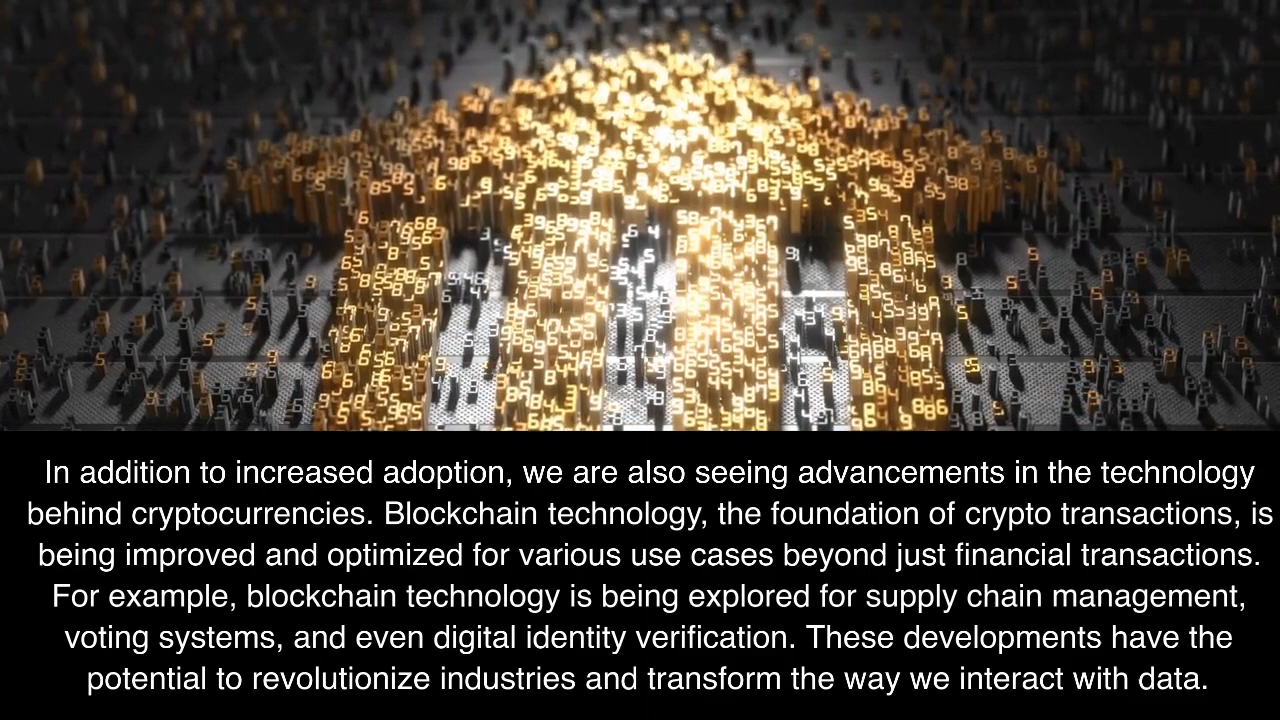 In addition to increased adoption, we are also seeing advancements in the technology
behind cryptocurrencies. Blockchain technology, the foundation of crypto transactions, is
being improved and optimized for various use cases beyond just financial transactions.
For example, blockchain technology is being explored for supply chain management,
voting systems, and even digital identity verification. These developments have the
potential to revolutionize industries and transform the way we interact with data.